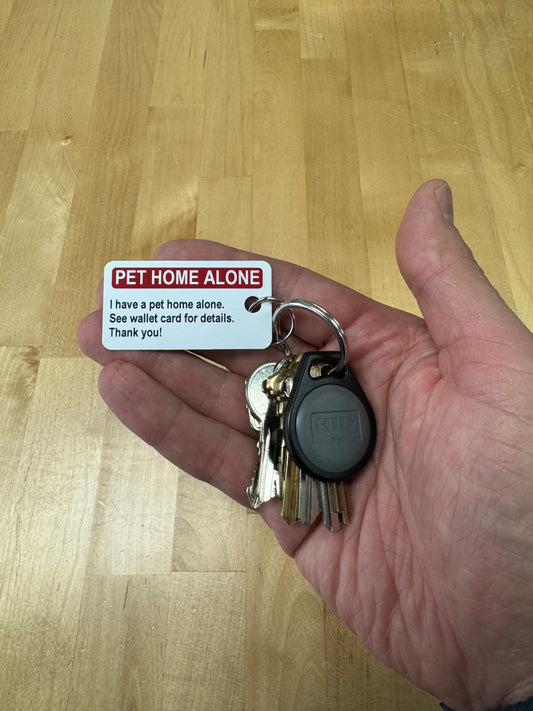 PET HOME ALONE
I have a pet home alone.
See wallet card for details.
Thank you!
HID